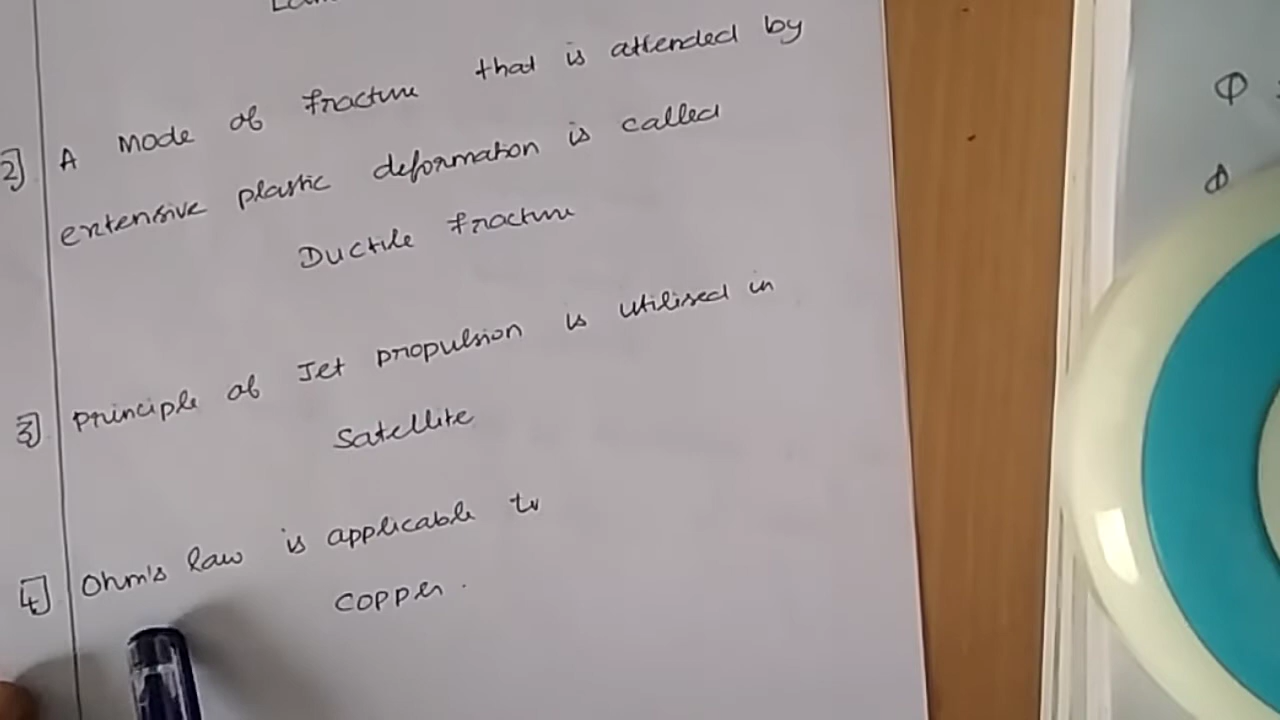 2] A mode of fracture that is attended by
extensive plastic deformation is called
Ductile fracture
3] principle of Jet propulsion is utilised in
Satellite
4] Ohm's law is applicable to
copper.
Φ
Φ